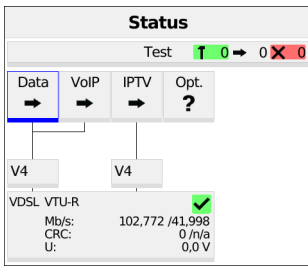 Status
Test 0 0 0
Data VoIP IPTV Opt.
?
V4 V4
VDSL VTU-R
Mb/s: 102,772 /41,998
CRC: 0 /n/a
U: 0,0 V